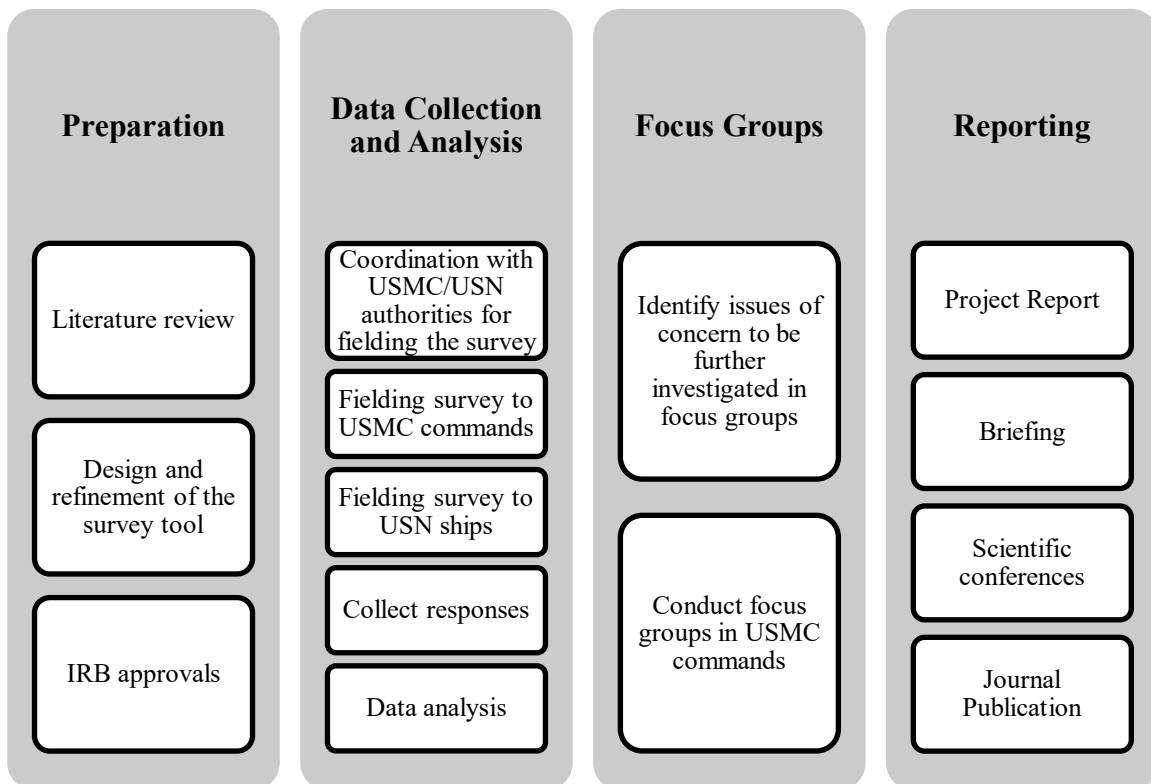 Preparation
Literature review
Design and
refinement of the
survey tool
IRB approvals
Data Collection
and Analysis
Coordination with
USMC/USN
authorities for
fielding the survey
Fielding survey to
USMC commands
Fielding survey to
USN ships
Collect responses
Data analysis
Focus Groups
Identify issues of
concern to be
further
investigated in
focus groups
Conduct focus
groups in USMC
commands
Reporting
Project Report
Briefing
Scientific
conferences
Journal
Publication